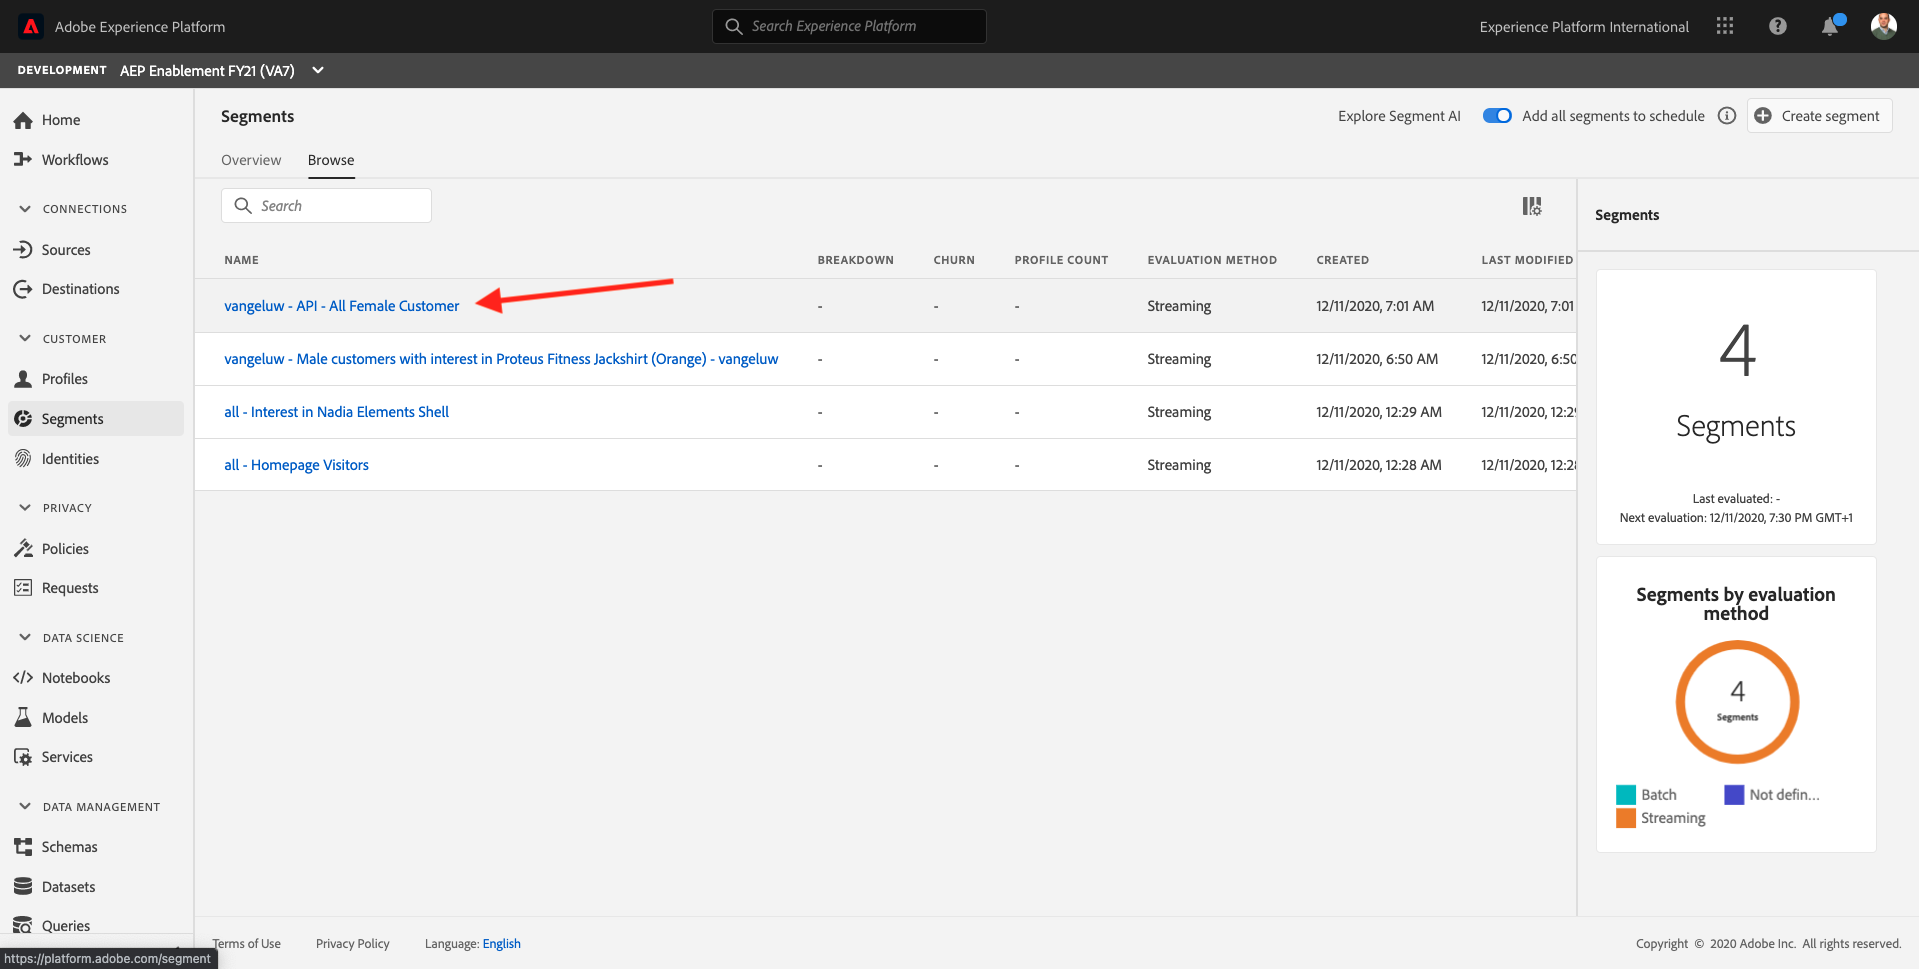 Adobe Experience Platform
Search Experience Platform
Experience Platform International
DEVELOPMENT AEP Enablement FY21 (VA7)
Home
Workflows
CONNECTIONS
Sources
Destinations
CUSTOMER
Profiles
Segments
Identities
PRIVACY
Policies
Requests
DATA SCIENCE
Notebooks
Models
Services
DATA MANAGEMENT
Schemas
Datasets
Queries
https://platform.adobe.com/segment
Segments
Explore Segment AI
Add all segments to schedule
Create segment
Overview
Browse
Search
NAME BREAKDOWN CHURN PROFILE COUNT EVALUATION METHOD CREATED LAST MODIFIED
vangeluw - API - All Female Customer - - - Streaming 12/11/2020, 7:01 AM 12/11/2020, 7:01
vangeluw - Male customers with interest in Proteus Fitness Jackshirt (Orange) - vangeluw - - - Streaming 12/11/2020, 6:50 AM 12/11/2020, 6:50
all - Interest in Nadia Elements Shell - - - Streaming 12/11/2020, 12:29 AM 12/11/2020, 12:29
all - Homepage Visitors - - - Streaming 12/11/2020, 12:28 AM 12/11/2020, 12:28
Segments
4
Segments
Last evaluated: -
Next evaluation: 12/11/2020, 7:30 PM GMT+1
Segments by evaluation
method
4
Segments
Batch
Not defin...
Streaming
Terms of Use Privacy Policy Language: English
Copyright © 2020 Adobe Inc. All rights reserved.